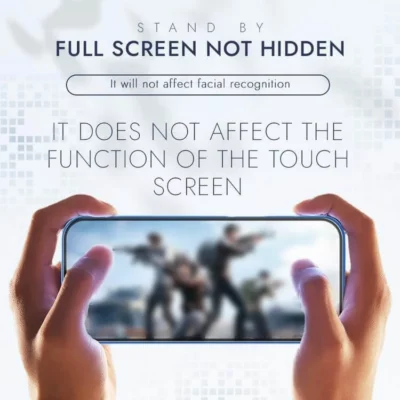 STAND BY
FULL SCREEN NOT HIDDEN
It will not affect facial recognition
IT DOES NOT AFFECT THE
FUNCTION OF THE TOUCH
SCREEN